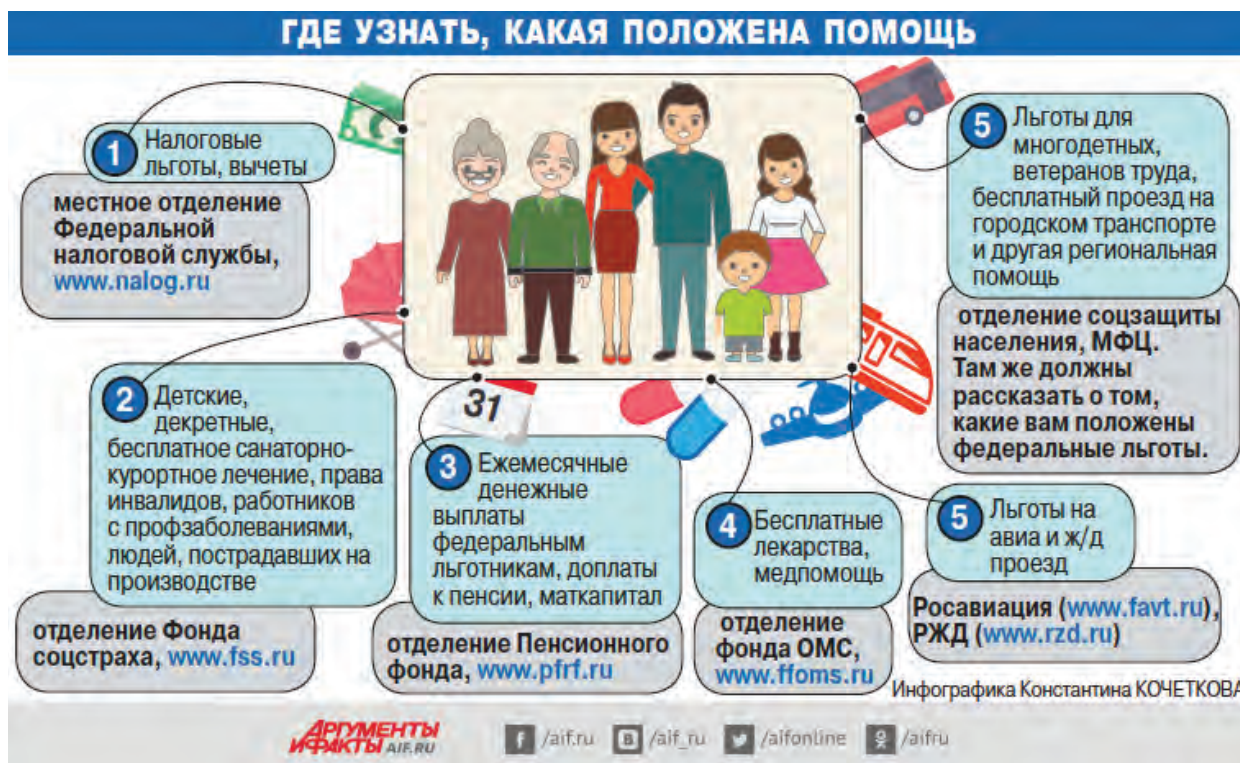 ГДЕ УЗНАТЬ, КАКАЯ ПОЛОЖЕНА ПОМОЩЬ
1 Налоговые
льготы, вычеты
местное отделение
Федеральной
налоговой службы,
www.nalog.ru
2 Детские,
декретные,
бесплатное санаторно-
курортное лечение, права
инвалидов, работников
с профзаболеваниями,
людей, пострадавших на
производстве
отделение Фонда
соцстраха, www.fss.ru
31
3 Ежемесячные
денежные
выплаты
федеральным
льготникам, доплаты
к пенсии, маткапитал
отделение Пенсионного
фонда, www.pfrf.ru
4 Бесплатные
лекарства,
медпомощь
отделение
фонда ОМС,
www.ffoms.ru
5 Льготы для
многодетных,
ветеранов труда,
бесплатный проезд на
городском транспорте
и другая региональная
помощь
отделение соцзащиты
населения, МФЦ.
Там же должны
рассказать о том,
какие вам положены
федеральные льготы.
5 Льготы на
авиа и ж/д
проезд
Росавиация (www.favt.ru),
РЖД (www.rzd.ru)
Инфографика Константина КОЧЕТКОВА
АРГУМЕНТЫ
И ФАКТЫ AIF.RU
f /aif.ru B /aif_ru /aifonline /aifru